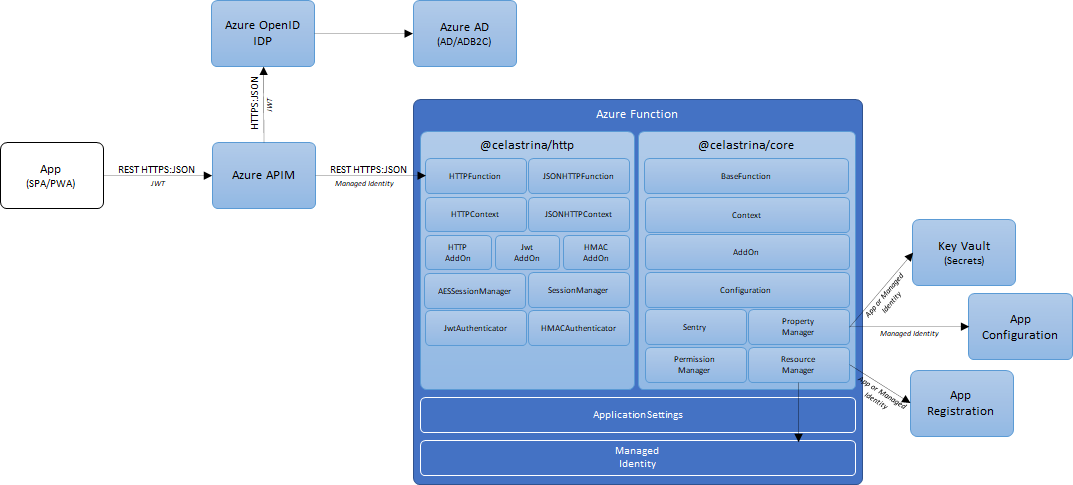 Azure OpenID
IDP
Azure AD
(AD/ADB2C)
HTTPS:JSON
JWT
App
(SPA/PWA)
REST HTTPS:JSON
JWT
Azure APIM
REST HTTPS:JSON
Managed Identity
Azure Function
@celastrina/http
HTTPFunction
JSONHTTPFunction
HTTPContext
JSONHTTPContext
HTTP
AddOn
Jwt
AddOn
HMAC
AddOn
AESSessionManager
SessionManager
JwtAuthenticator
HMACAuthenticator
@celastrina/core
BaseFunction
Context
AddOn
Configuration
Sentry
Property
Manager
Permission
Manager
Resource
Manager
Application Settings
Managed
Identity
App or Managed
Identity
Key Vault
(Secrets)
Managed Identity
App
Configuration
App or Managed
Identity
App
Registration